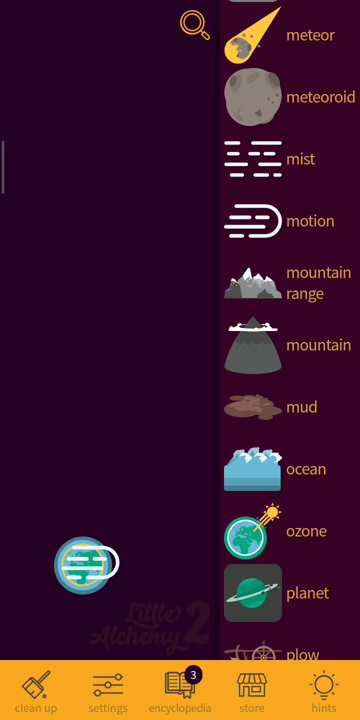 meteor
meteoroid
mist
motion
mountain
range
mountain
mud
ocean
ozone
planet
plow
Little
Alchemy 2
3
clean up
settings
encyclopedia
store
hints